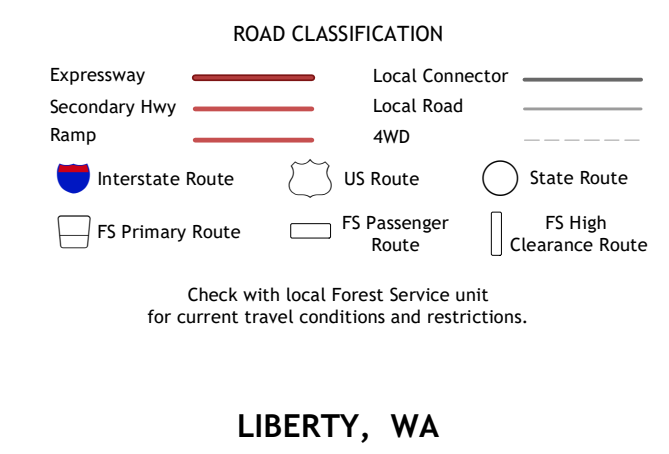 ROAD CLASSIFICATION
Expressway
Local Connector
Secondary Hwy
Local Road
Ramp
4WD
Interstate Route
US Route
State Route
FS Primary Route
FS Passenger
Route
FS High
Clearance Route
Check with local Forest Service unit
for current travel conditions and restrictions.
LIBERTY, WA